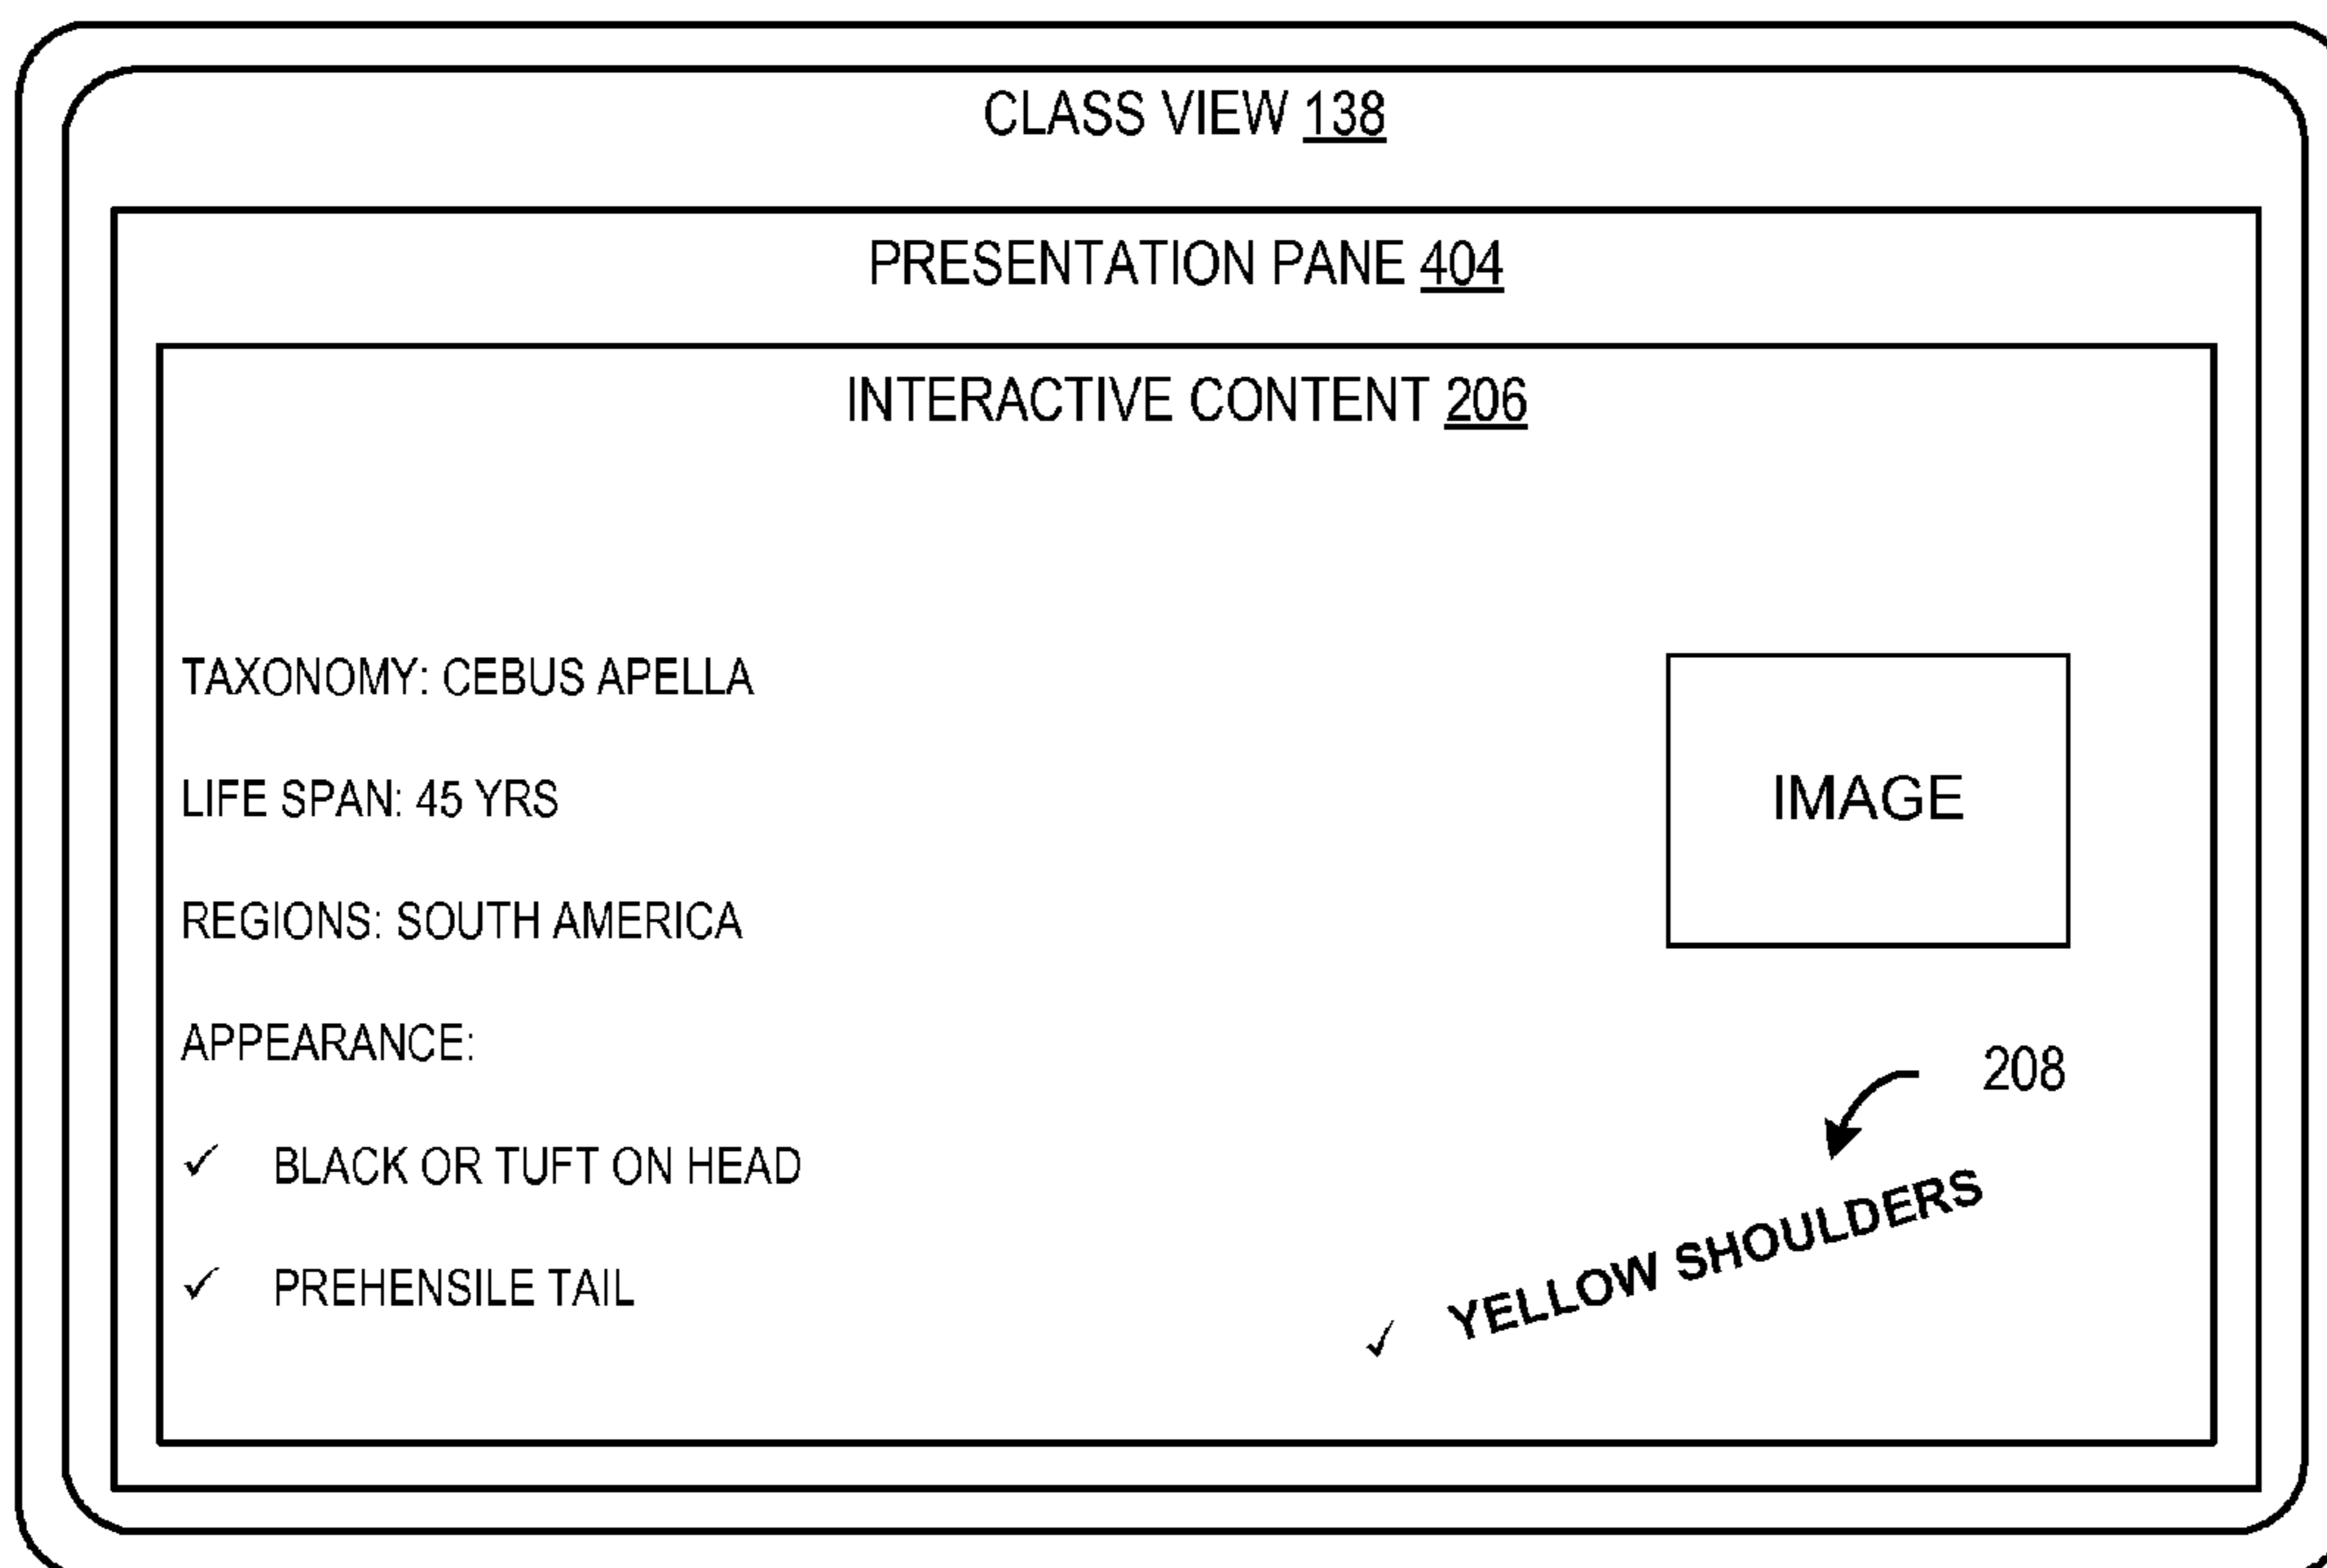 CLASS VIEW 138
PRESENTATION PANE 404
INTERACTIVE CONTENT 206
TAXONOMY: CEBUS APELLA
LIFE SPAN: 45 YRS
REGIONS: SOUTH AMERICA
APPEARANCE:
✓ BLACK OR TUFT ON HEAD
✓ PREHENSILE TAIL
IMAGE
208
✓ YELLOW SHOULDERS